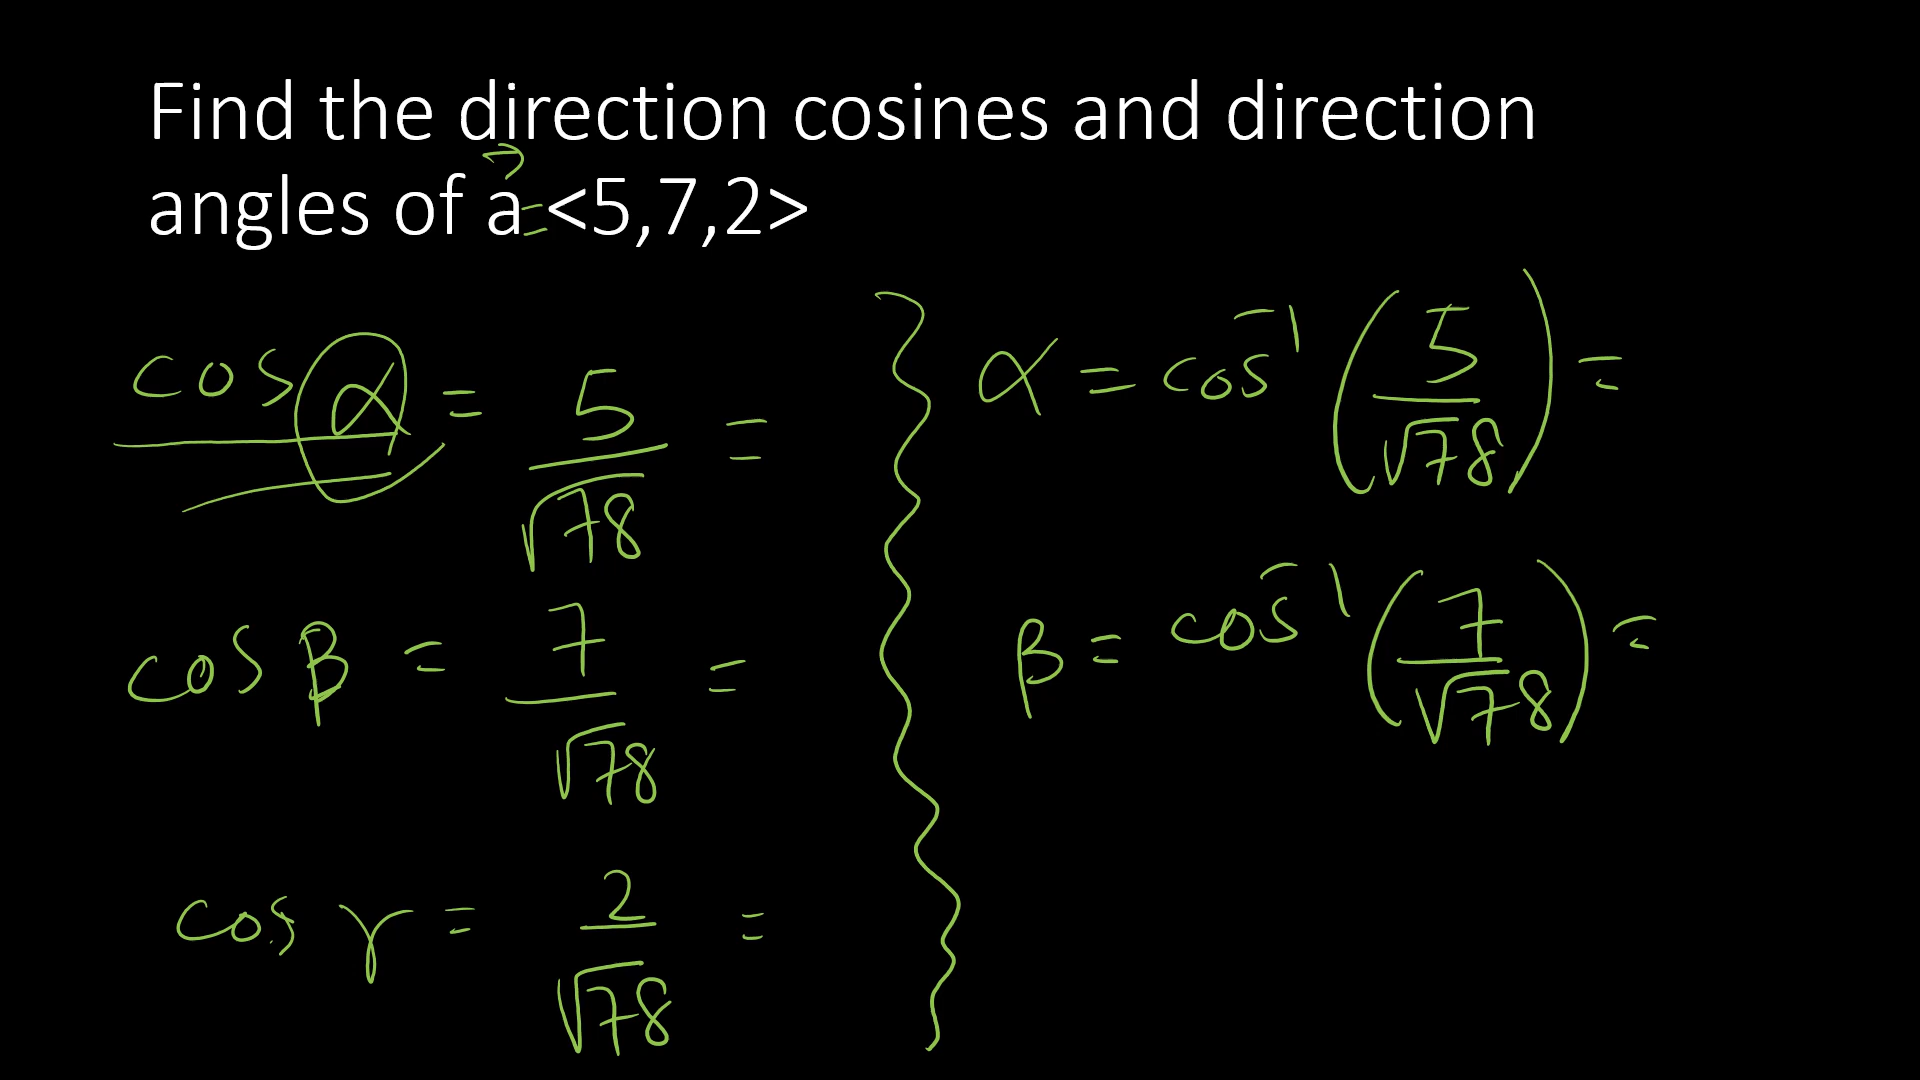 Find the direction cosines and direction
angles of a⃗ = <5,7,2>
cos α = 5/√78 =
cos β = 7/√78 =
cos γ = 2/√78 =
α = cos⁻¹ (5/√78) =
β = cos⁻¹ (7/√78) =